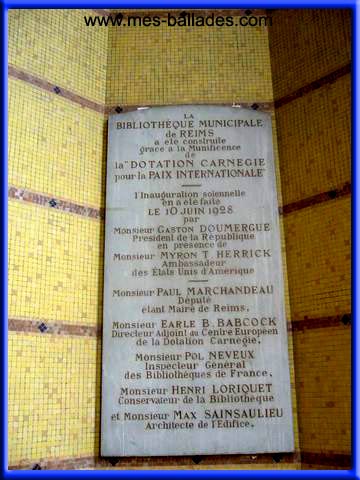 www.mes-ballades.com
LA
BIBLIOTHÈQUE MUNICIPALE
de REIMS
a été construite
grâce à la Munificence
de
la "DOTATION CARNEGIE
pour la PAIX INTERNATIONALE"
l'Inauguration solennelle
en a été faite
LE 10 JUIN 1928
par
Monsieur GASTON DOUMERGUE
Président de la République
en présence de
Monsieur MYRON T. HERRICK
Ambassadeur
des États Unis d'Amérique
Monsieur PAUL MARCHANDEAU
Député
étant Maire de Reims,
Monsieur EARLE B. BABCOCK
Directeur Adjoint au Centre Européen
de la Dotation Carnegie,
Monsieur POL NEVEUX
Inspecteur Général
des Bibliothèques de France,
Monsieur HENRI LORIQUET
Conservateur de la Bibliothèque
et Monsieur MAX SAINSAULIEU
Architecte de l'Édifice.